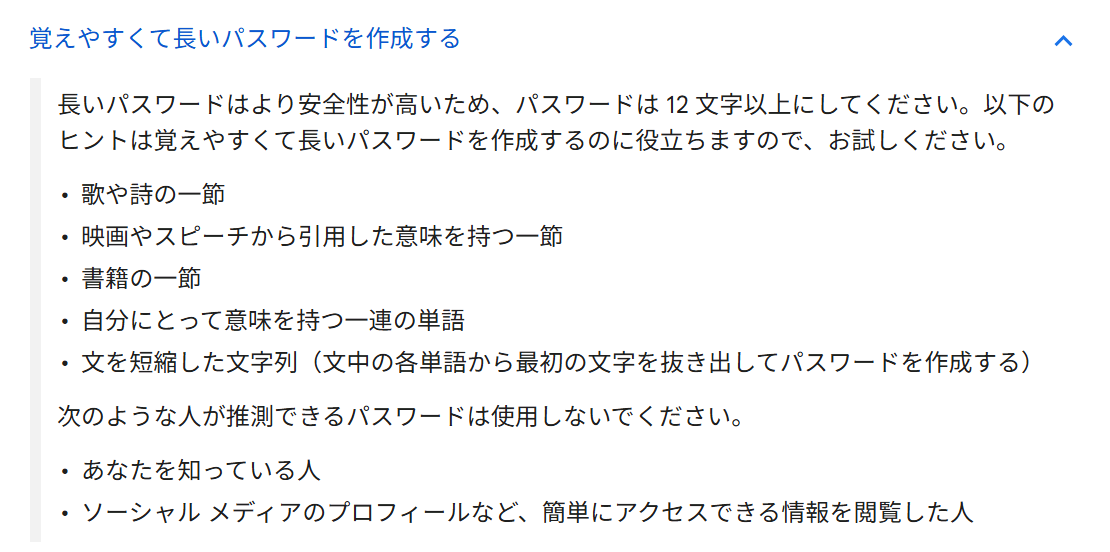 覚えやすくて長いパスワードを作成する
長いパスワードはより安全性が高いため、パスワードは 12 文字以上にしてください。以下の
ヒントは覚えやすくて長いパスワードを作成するのに役立ちますので、お試しください。
• 歌や詩の一節
• 映画やスピーチから引用した意味を持つ一節
• 書籍の一節
• 自分にとって意味を持つ一連の単語
• 文を短縮した文字列（文中の各単語から最初の文字を抜き出してパスワードを作成する）
次のような人が推測できるパスワードは使用しないでください。
• あなたを知っている人
• ソーシャル メディアのプロフィールなど、簡単にアクセスできる情報を閲覧した人